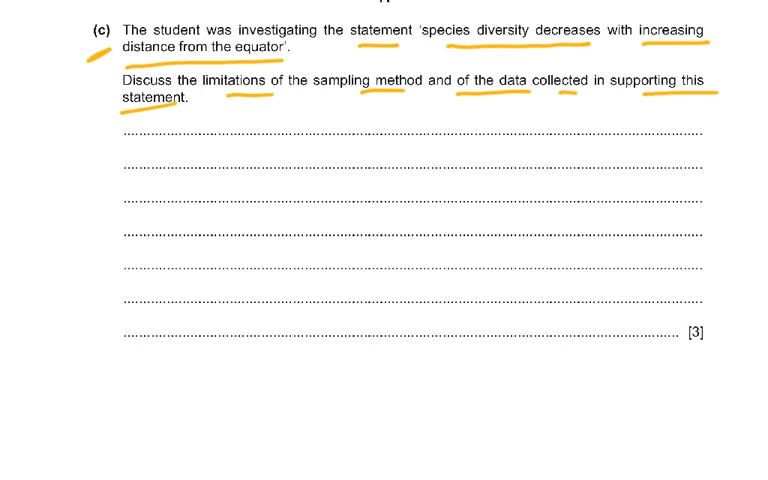 (c) The student was investigating the statement ‘species diversity decreases with increasing
distance from the equator’.
Discuss the limitations of the sampling method and of the data collected in supporting this
statement.
[3]